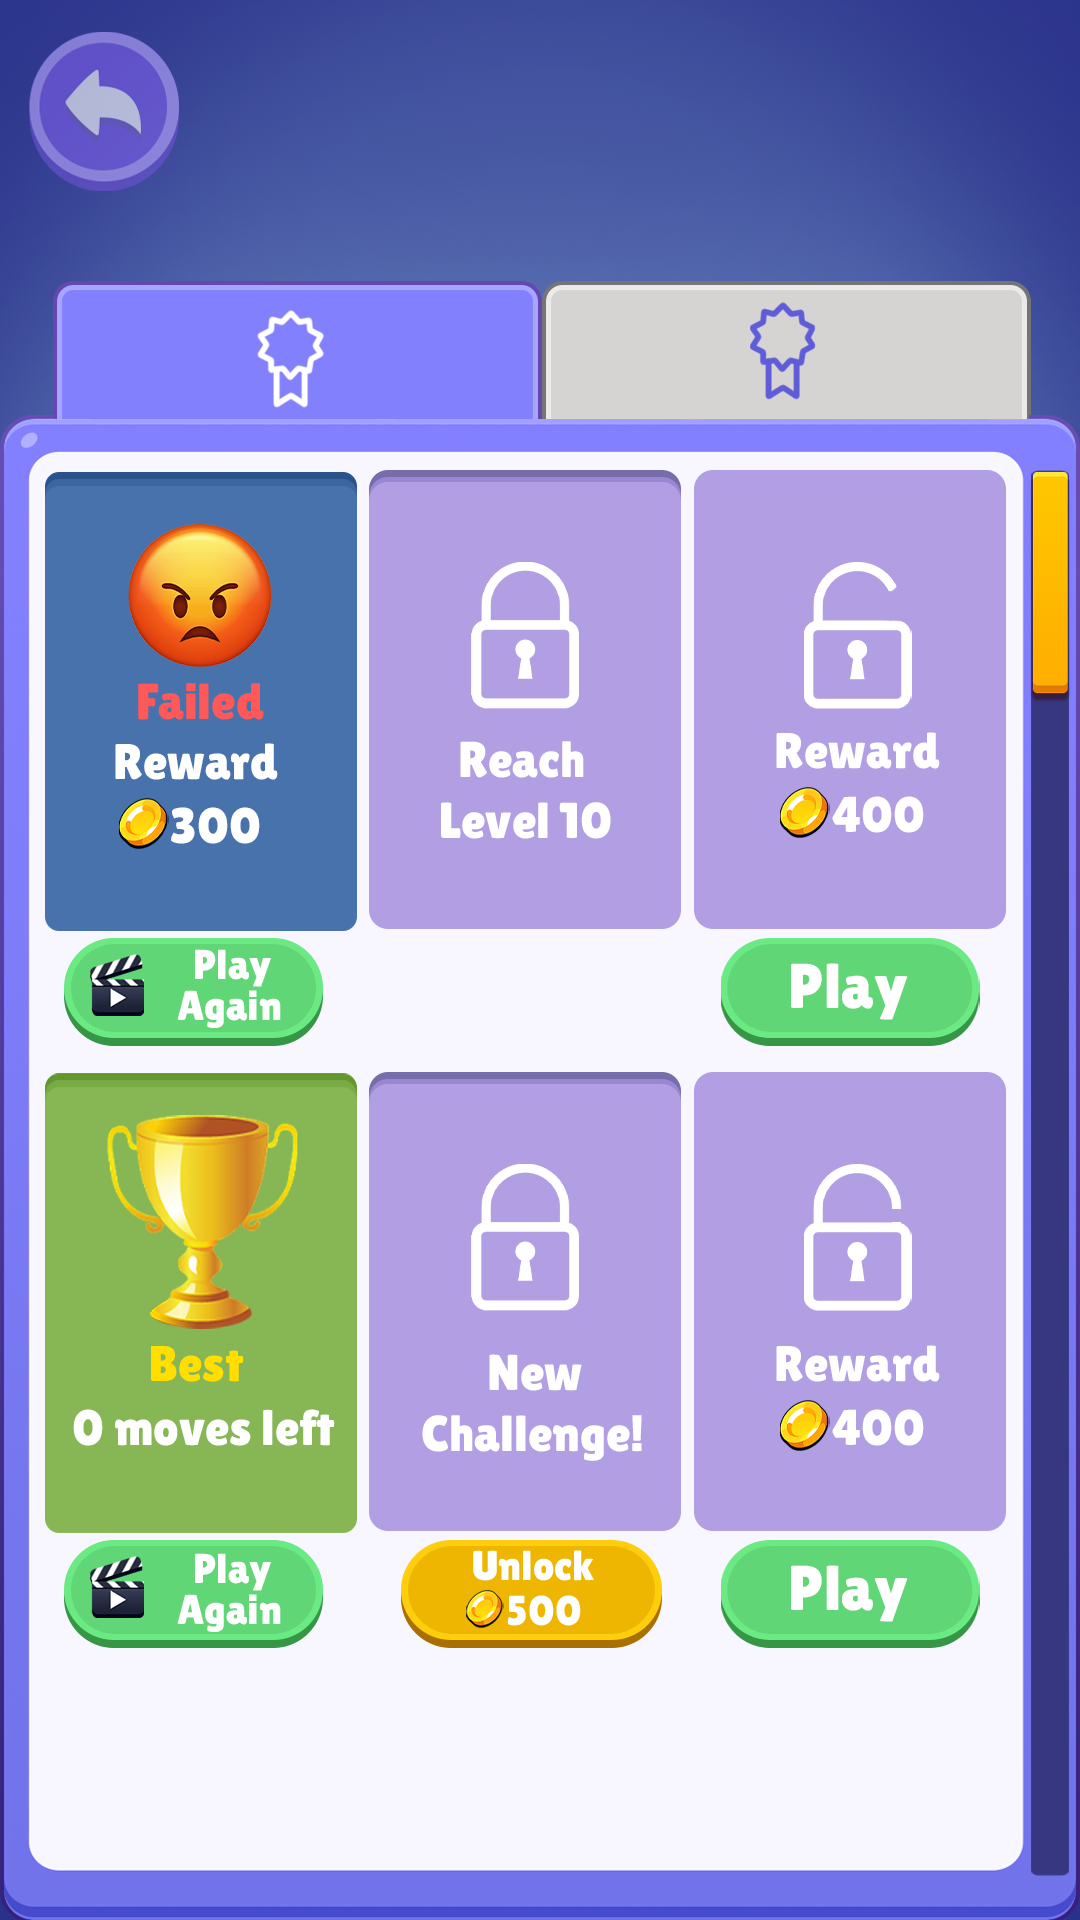 Failed
Reward
300
Reach
Level 10
Reward
400
Play
Again
Play
Best
0 moves left
New
Challenge!
Reward
400
Play
Again
Unlock
500
Play